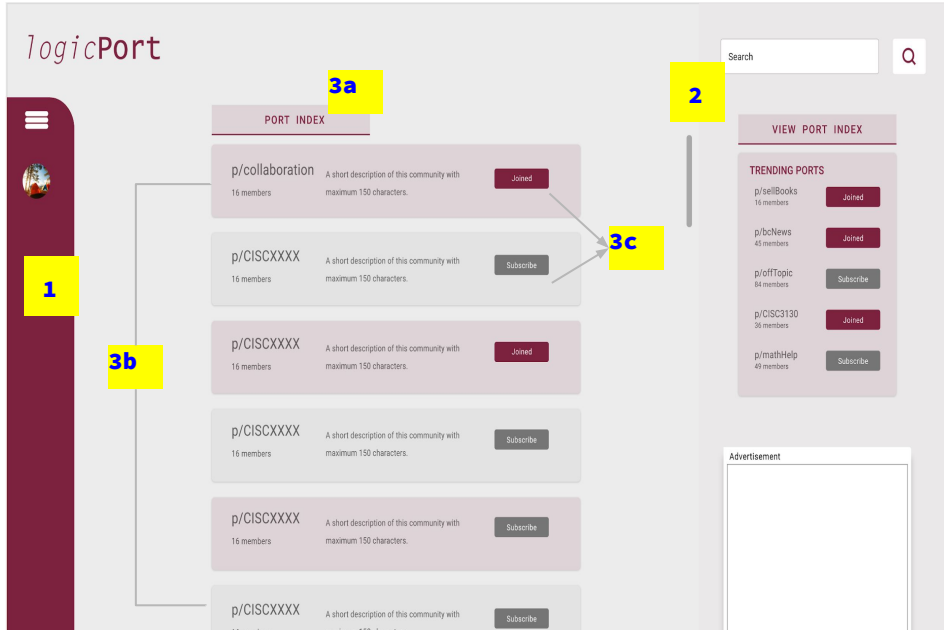 logicPort
Search
3a
2
PORT INDEX
VIEW PORT INDEX
p/collaboration
16 members
A short description of this community with
maximum 150 characters.
Joined
3c
p/CISCXXXX
16 members
A short description of this community with
maximum 150 characters.
Subscribe
1
p/CISCXXXX
16 members
A short description of this community with
maximum 150 characters.
Joined
3b
p/CISCXXXX
16 members
A short description of this community with
maximum 150 characters.
Subscribe
p/CISCXXXX
16 members
A short description of this community with
maximum 150 characters.
Subscribe
p/CISCXXXX
16 members
A short description of this community with
maximum 150 characters.
Subscribe
TRENDING PORTS
p/sellBooks
16 members
Joined
p/bcNews
45 members
Joined
p/offTopic
84 members
Subscribe
p/CISC3130
36 members
Joined
p/mathHelp
49 members
Subscribe
Advertisement